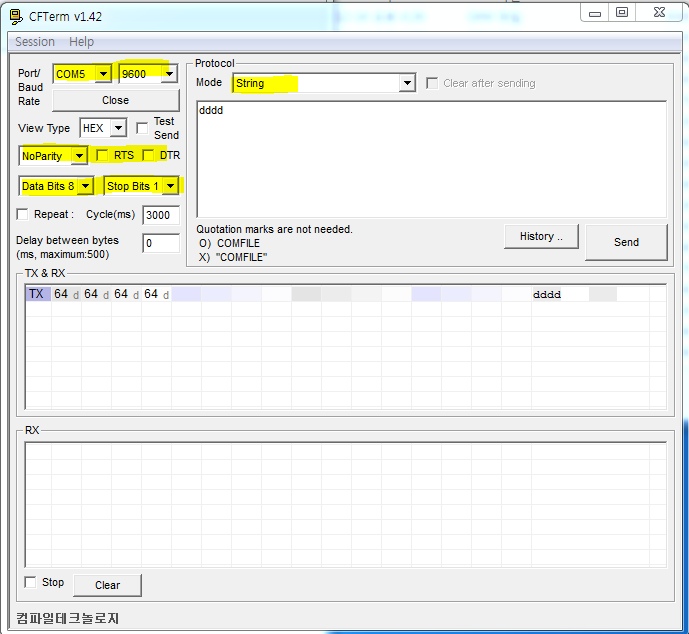 CFTerm v1.42
Session Help
Port/
Baud
Rate
COM5 9600
Close
View Type HEX Test
Send
NoParity RTS DTR
Data Bits 8 Stop Bits 1
Repeat : Cycle(ms) 3000
Delay between bytes
(ms, maximum:500) 0
Protocol
Mode String Clear after sending
dddd
Quotation marks are not needed.
O) COMFILE
X) "COMFILE"
History .. Send
TX & RX
TX 64 d 64 d 64 d 64 d dddd
RX
Stop Clear
컴파일테크놀로지